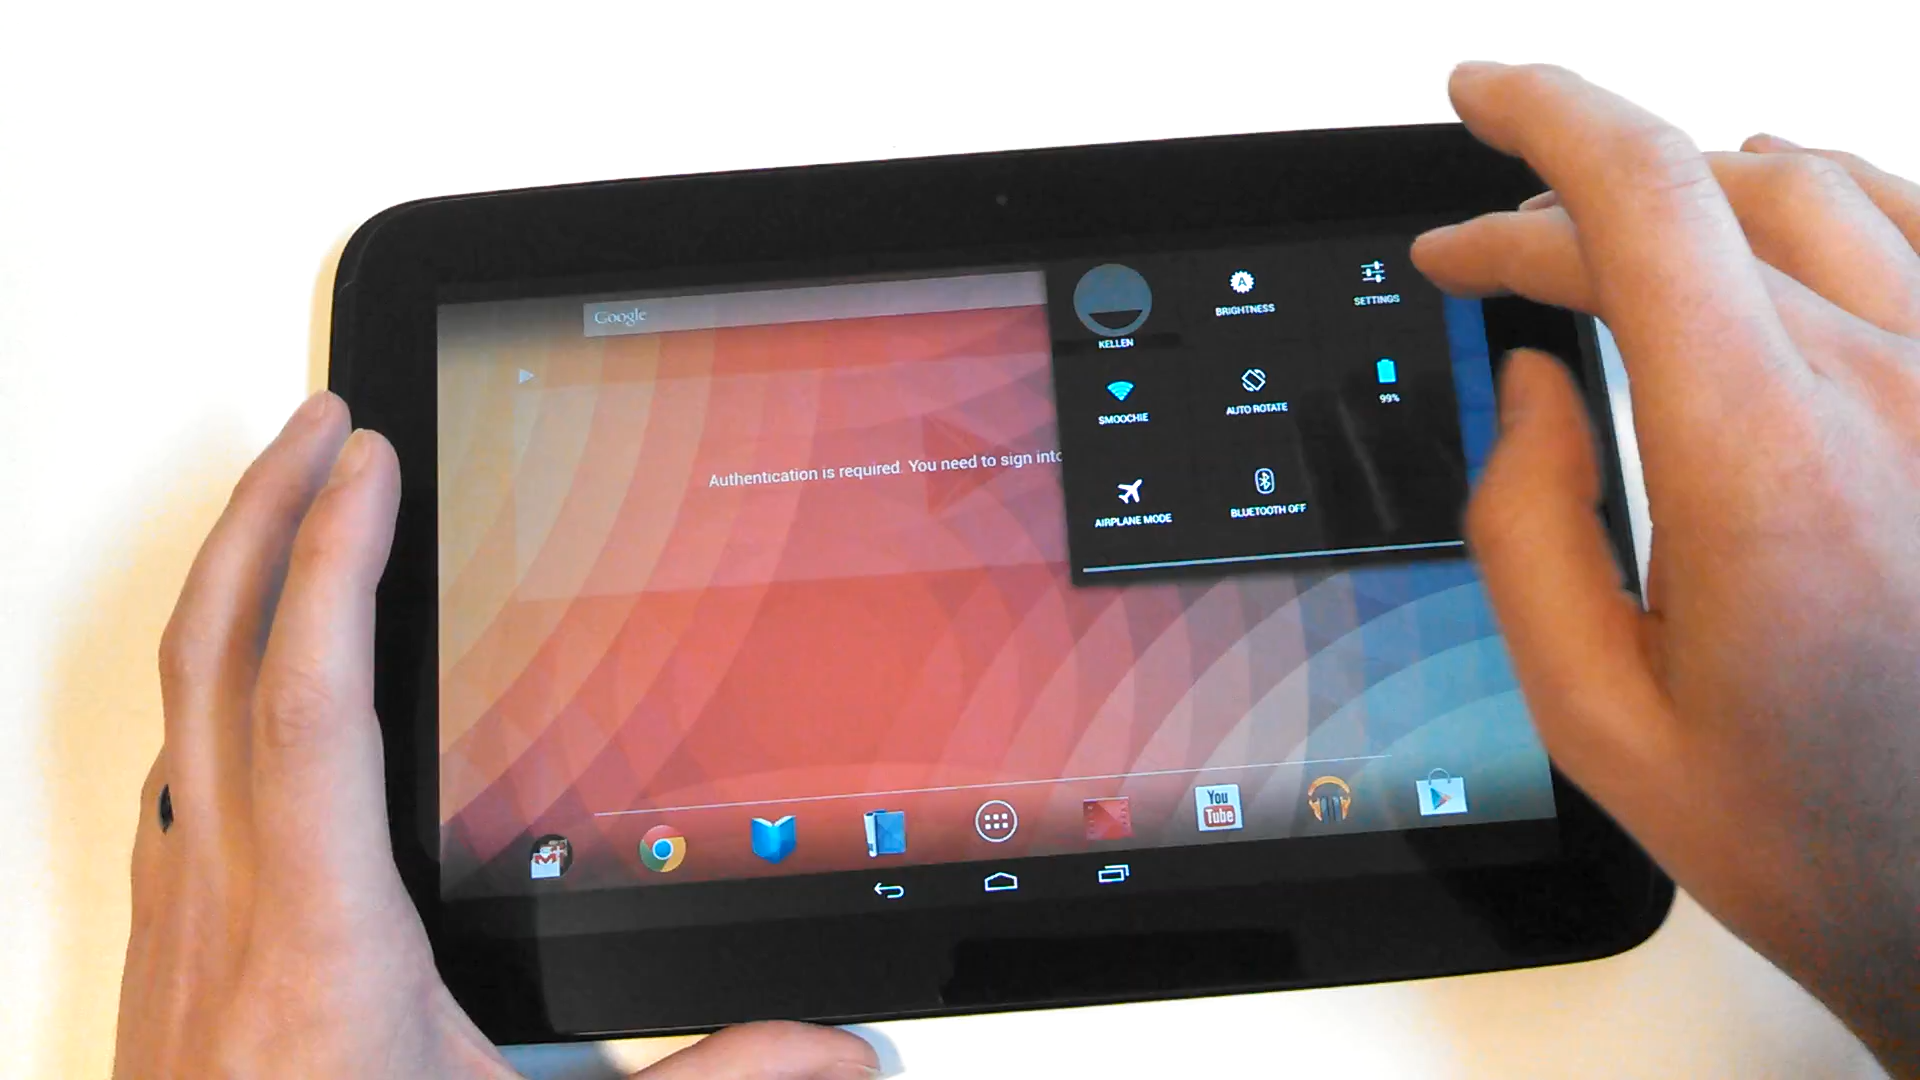 Google
KELLEN
A
BRIGHTNESS
SETTINGS
SMOOCHIE
AUTO ROTATE
99%
Authentication is required. You need to sign into
AIRPLANE MODE
BLUETOOTH OFF
You
Tube